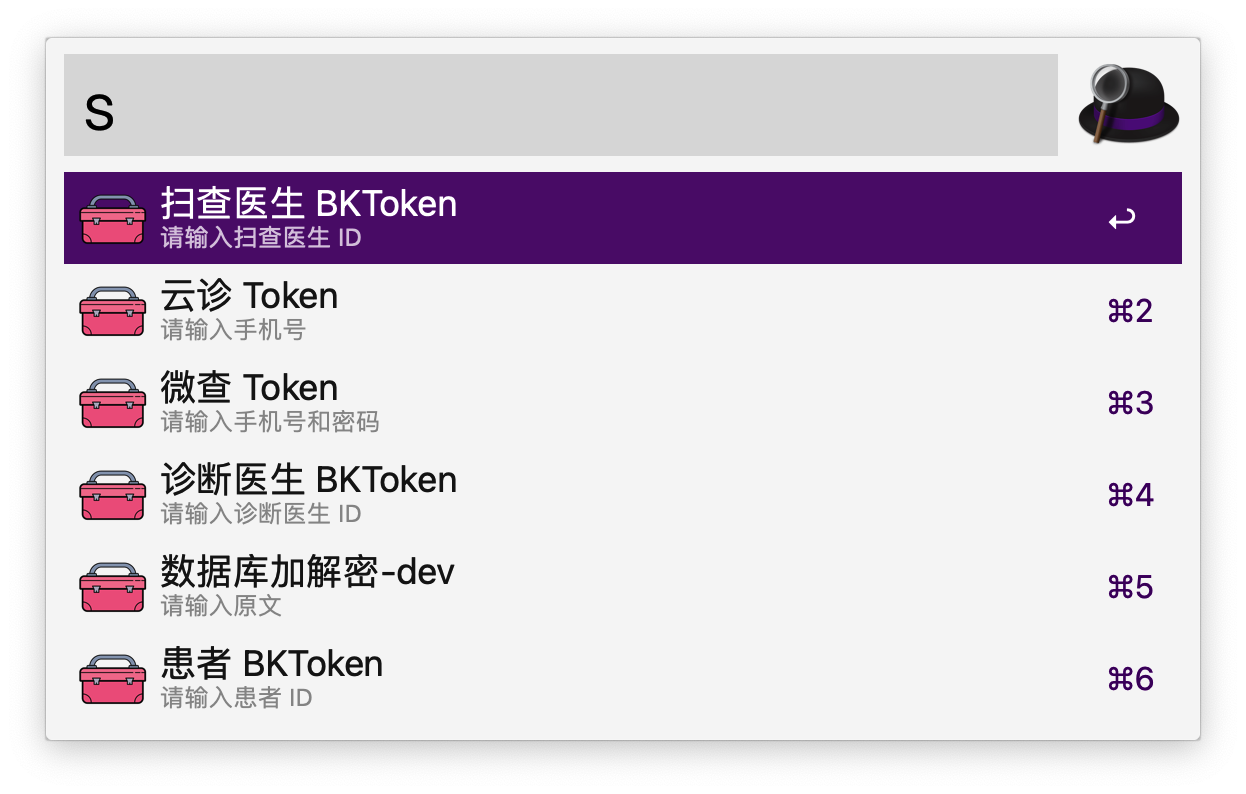 S
扫查医生 BKToken
请输入扫查医生 ID
云诊 Token
请输入手机号
⌘2
微查 Token
请输入手机号和密码
⌘3
诊断医生 BKToken
请输入诊断医生 ID
⌘4
数据库加解密-dev
请输入原文
⌘5
患者 BKToken
请输入患者 ID
⌘6